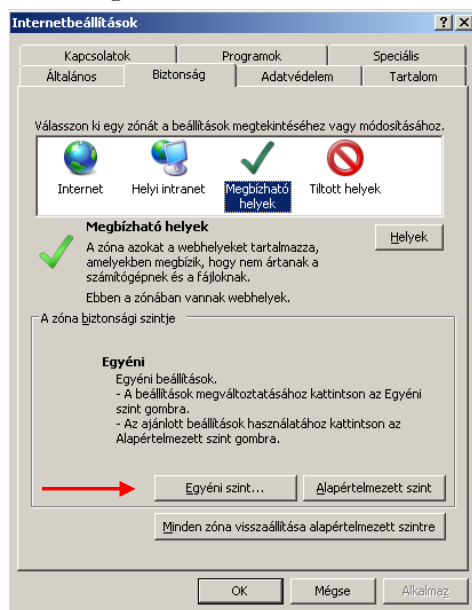 Internetbeállítások
Kapcsolatok Programok Speciális
Általános Biztonság Adatvédelem Tartalom
Válasszon ki egy zónát a beállítások megtekintéséhez vagy módosításához.
Internet Helyi intranet Megbízható helyek Tiltott helyek
Megbízható helyek
Helyek
A zóna azokat a webhelyeket tartalmazza,
amelyekben megbízik, hogy nem ártanak a
számítógépnek és a fájloknak.
Ebben a zónában vannak webhelyek.
A zóna biztonsági szintje
Egyéni
Egyéni beállítások.
- A beállítások megváltoztatásához kattintson az Egyéni
szint gombra.
- Az ajánlott beállítások használatához kattintson az
Alapértelmezett szint gombra.
Egyéni szint... Alapértelmezett szint
Minden zóna visszaállítása alapértelmezett szintre
OK Mégse Alkalmaz